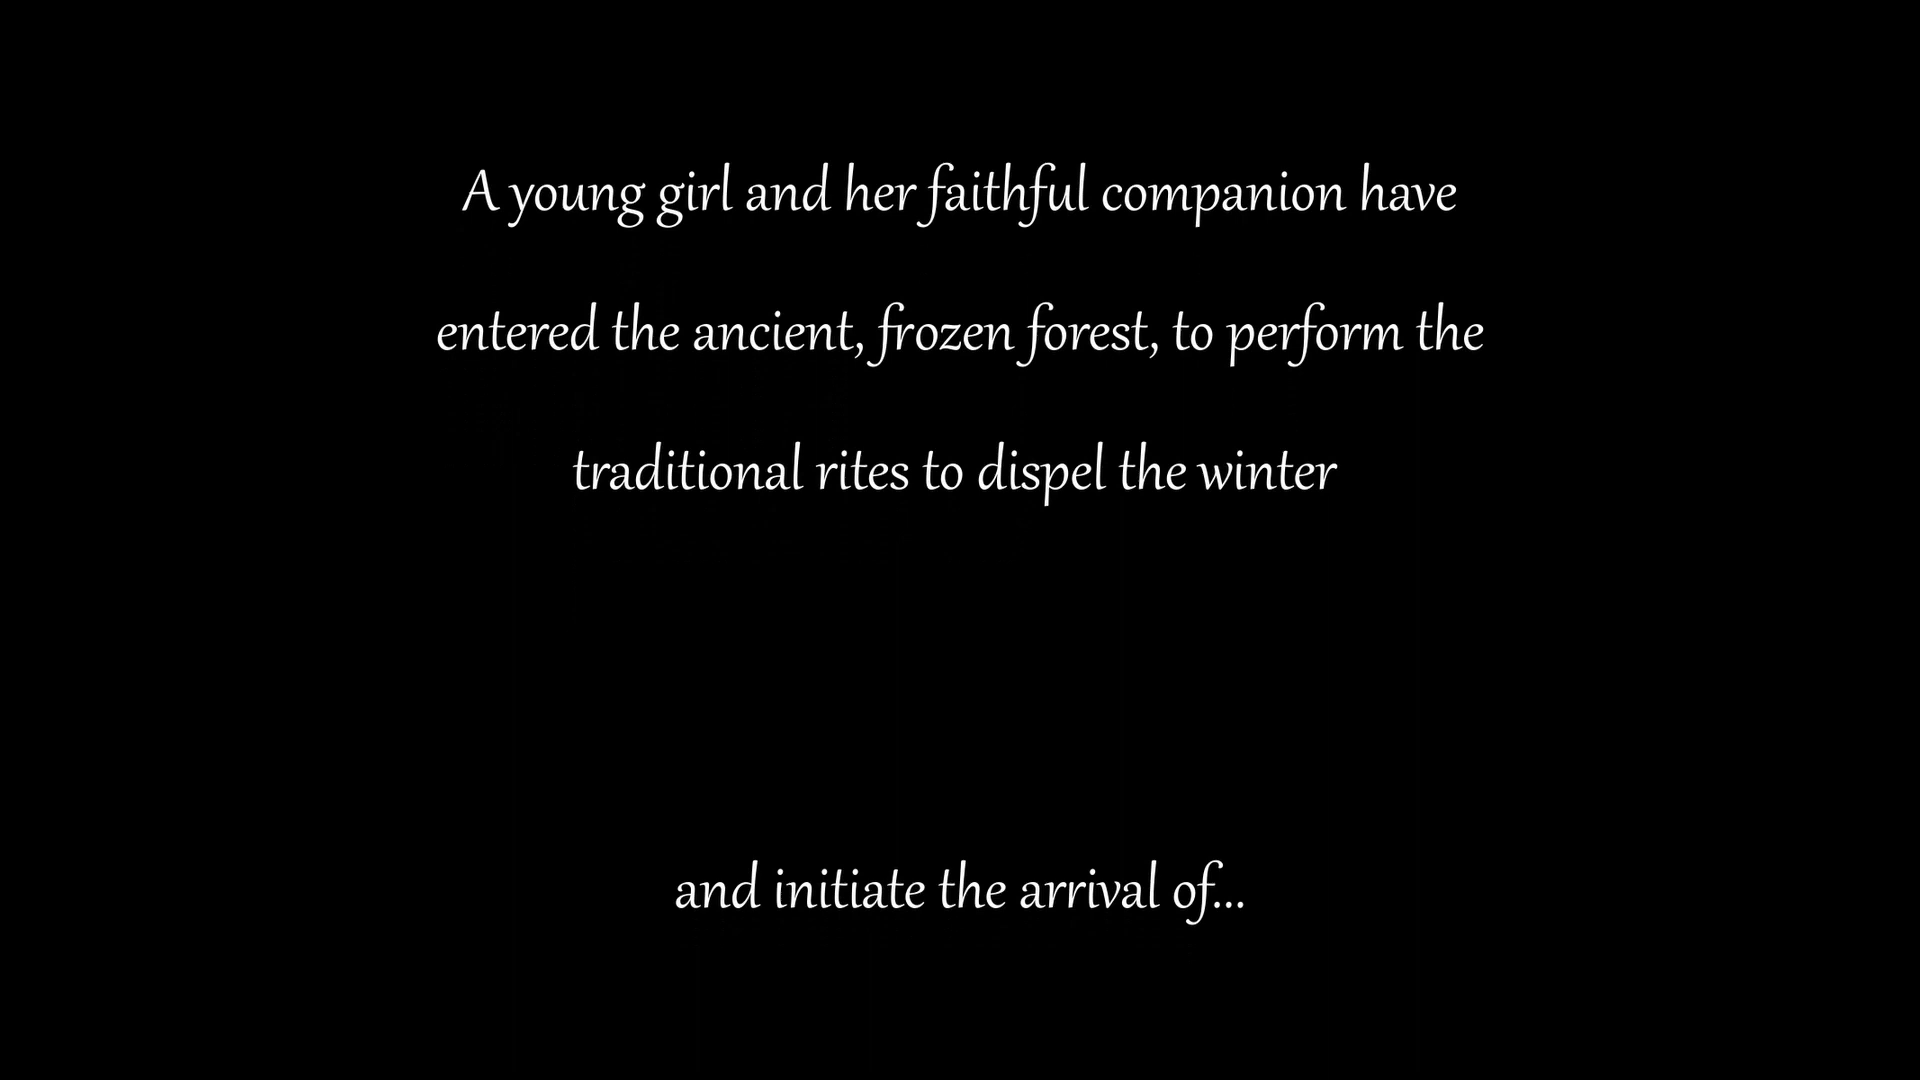 A young girl and her faithful companion have
entered the ancient, frozen forest, to perform the
traditional rites to dispel the winter
and initiate the arrival of...